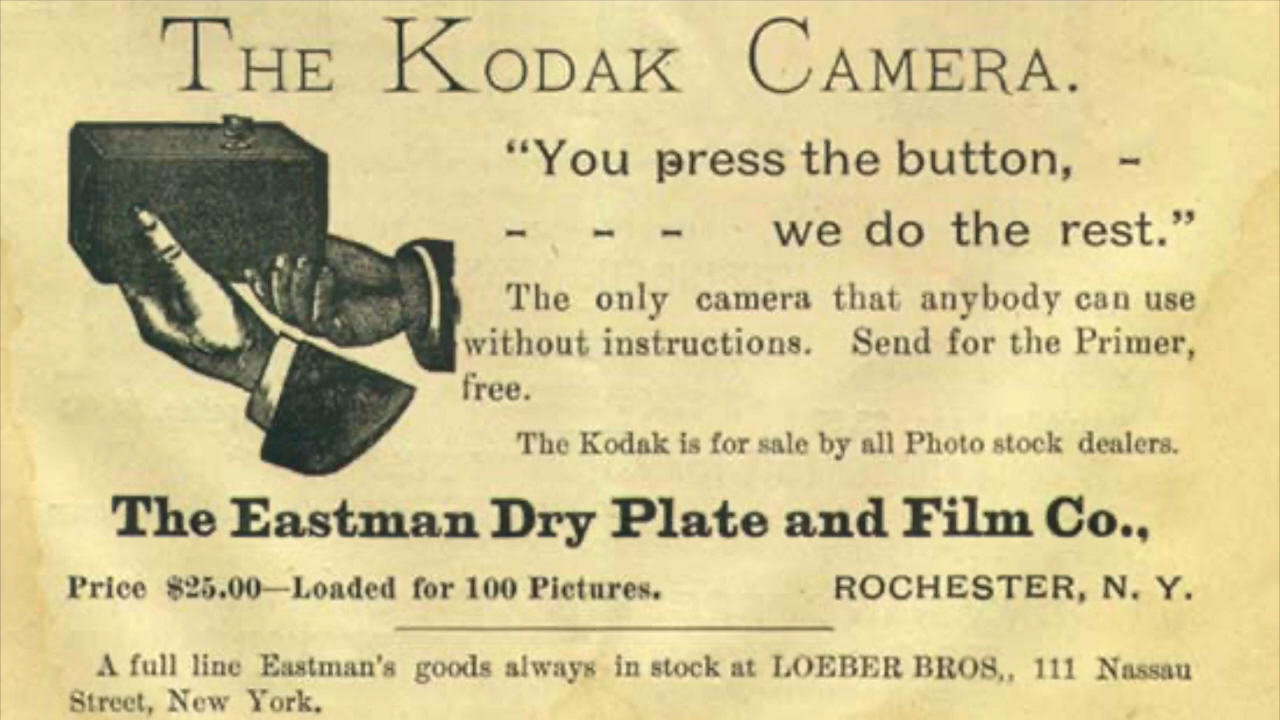 THE KODAK CAMERA.
“You press the button, -
- - - we do the rest.”
The only camera that anybody can use
without instructions. Send for the Primer,
free.
The Kodak is for sale by all Photo stock dealers.
The Eastman Dry Plate and Film Co.,
Price $25.00—Loaded for 100 Pictures. ROCHESTER, N. Y.
A full line Eastman's goods always in stock at LOEBER BROS,, 111 Nassau
Street, New York.